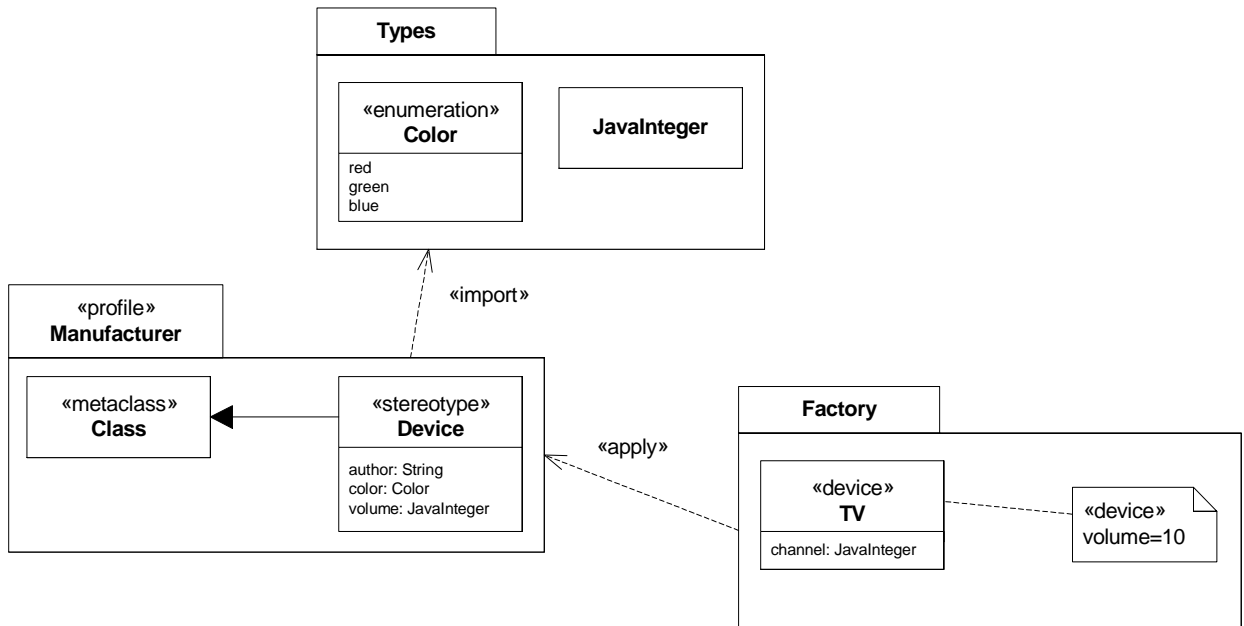 Types
«enumeration»
Color
red
green
blue
JavaInteger
«import»
«profile»
Manufacturer
«metaclass»
Class
«stereotype»
Device
author: String
color: Color
volume: JavaInteger
«apply»
Factory
«device»
TV
channel: JavaInteger
«device»
volume=10